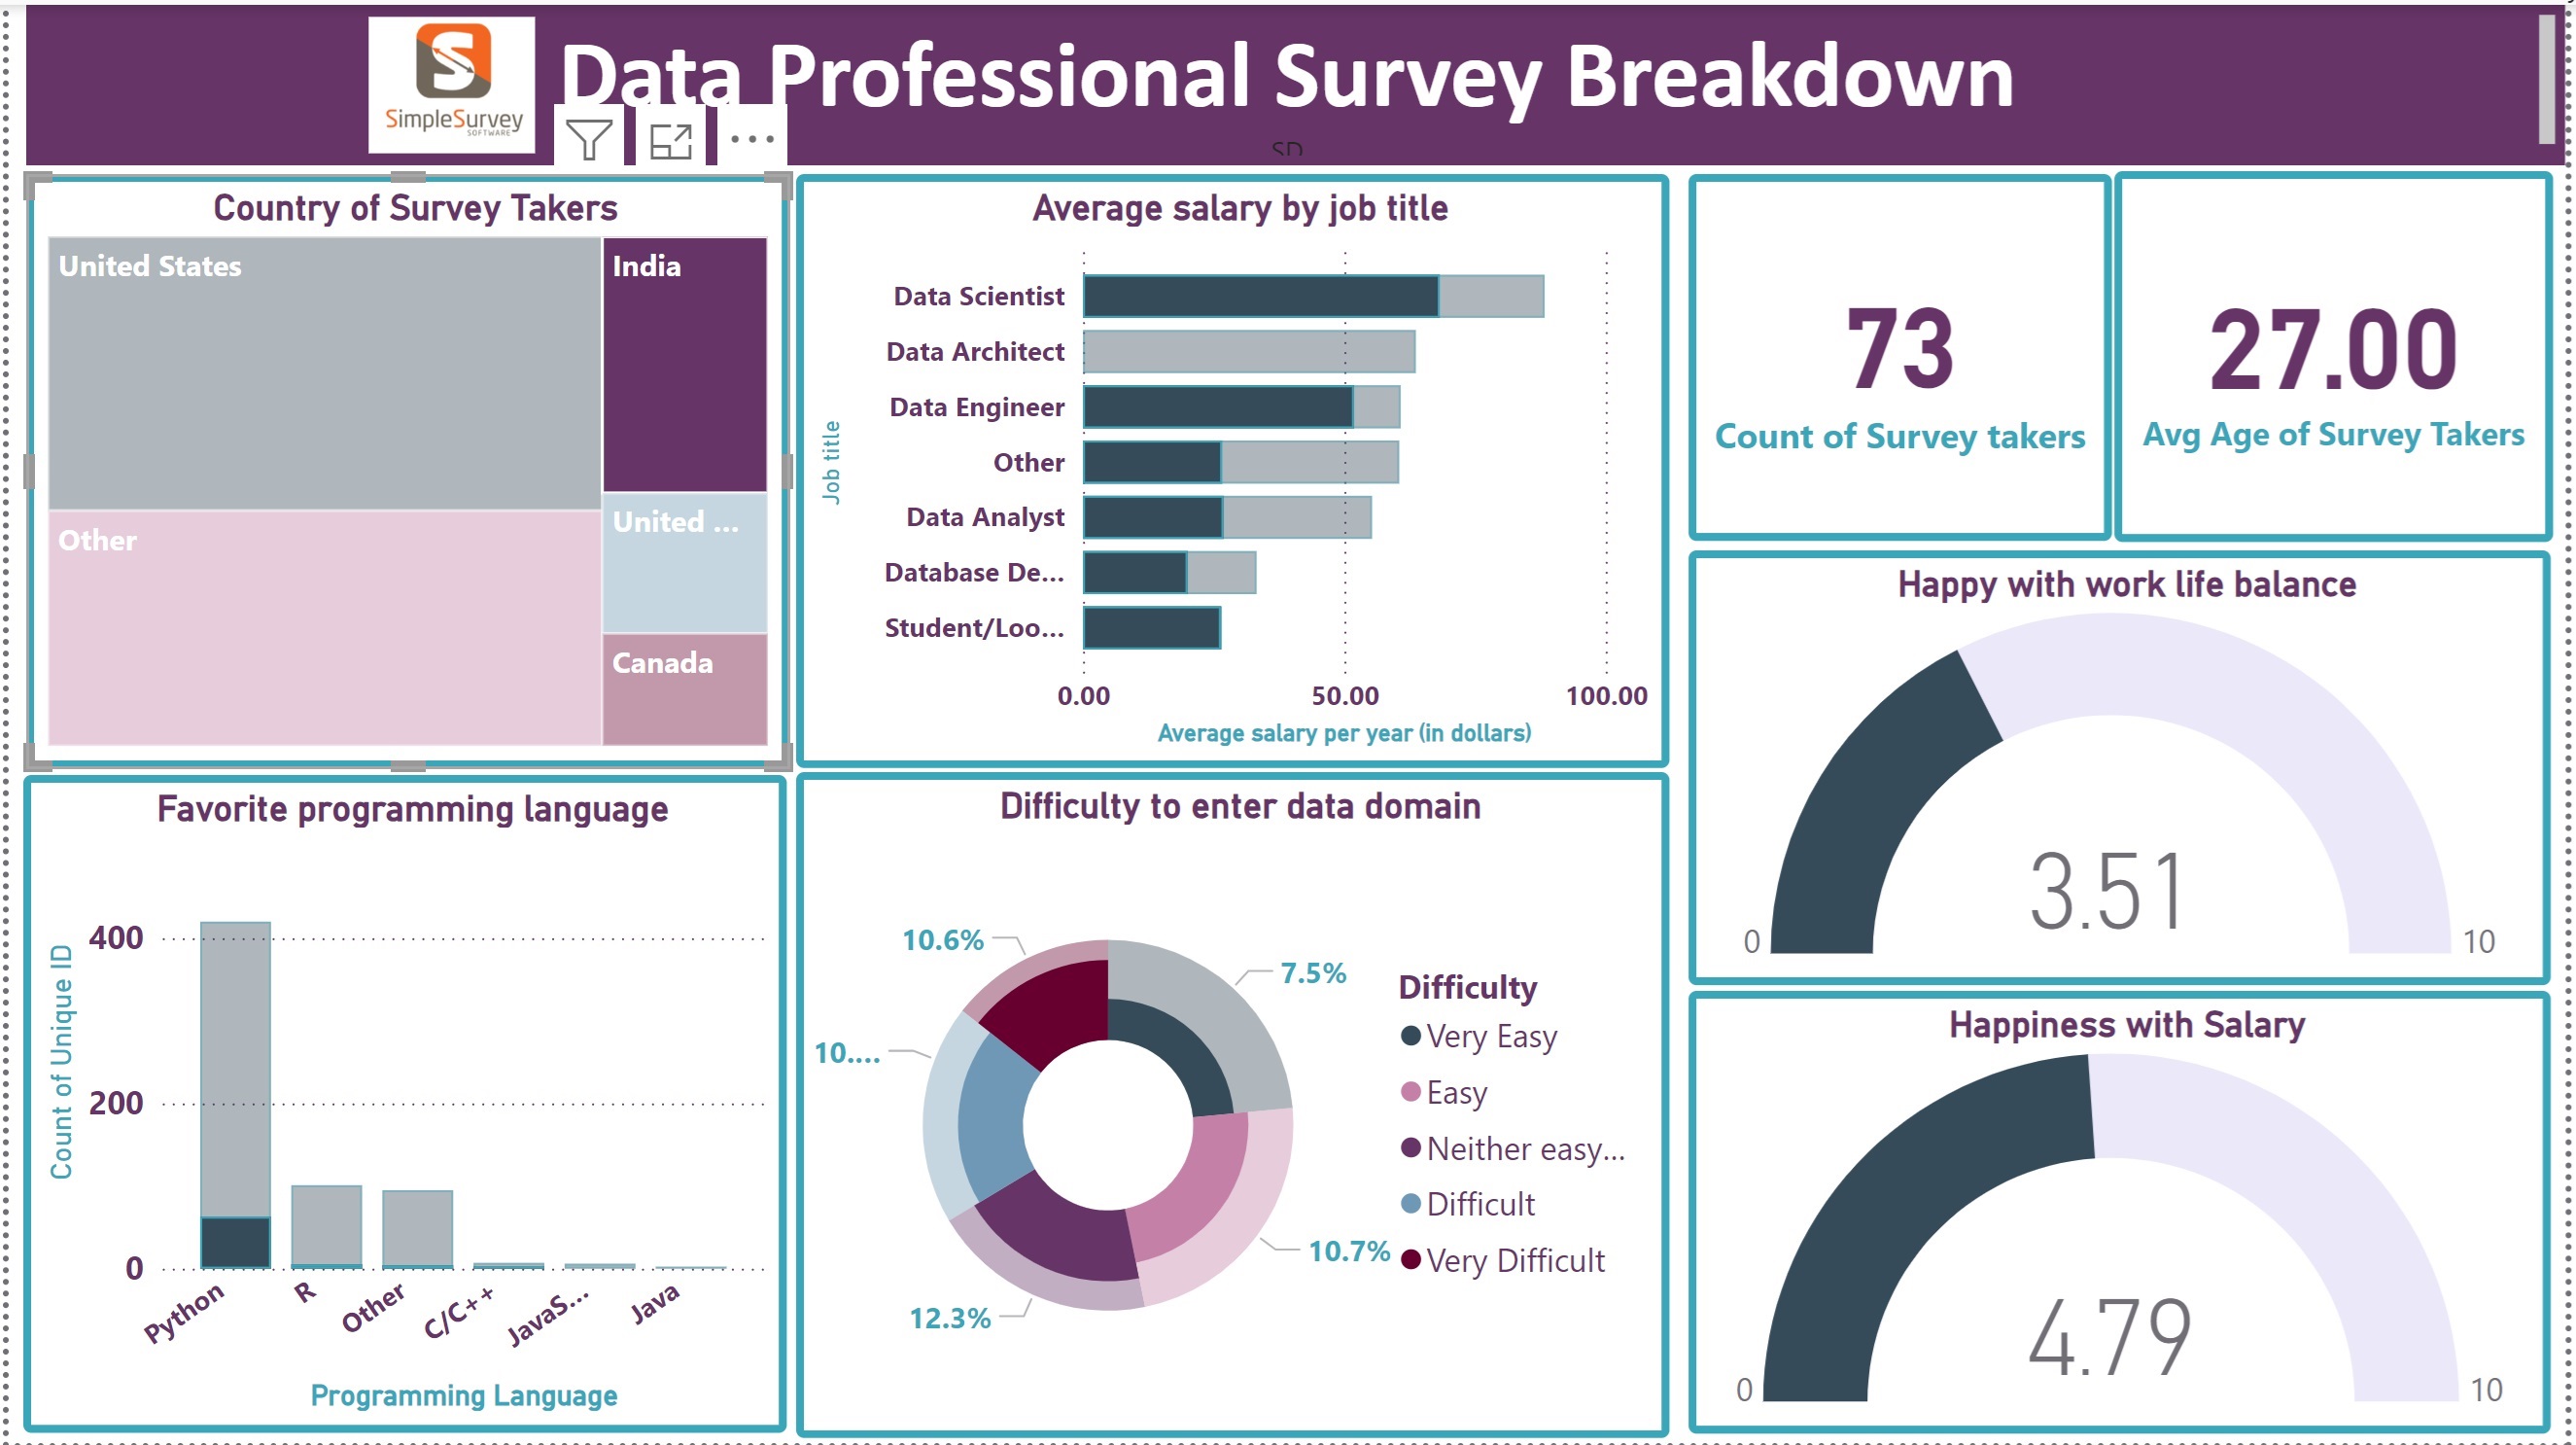 SimpleSurvey
SOFTWARE
Data Professional Survey Breakdown
Country of Survey Takers
United States
India
Other
United ...
Canada
Average salary by job title
Job title
Data Scientist
Data Architect
Data Engineer
Other
Data Analyst
Database De...
Student/Loo...
0.00 50.00 100.00
Average salary per year (in dollars)
73
Count of Survey takers
27.00
Avg Age of Survey Takers
Happy with work life balance
3.51
0 10
Favorite programming language
Count of Unique ID
400
200
0
Python R Other C/C++ JavaS... Java
Programming Language
Difficulty to enter data domain
10.6%
7.5%
10....
10.7%
12.3%
Difficulty
Very Easy
Easy
Neither easy...
Difficult
Very Difficult
Happiness with Salary
4.79
0 10